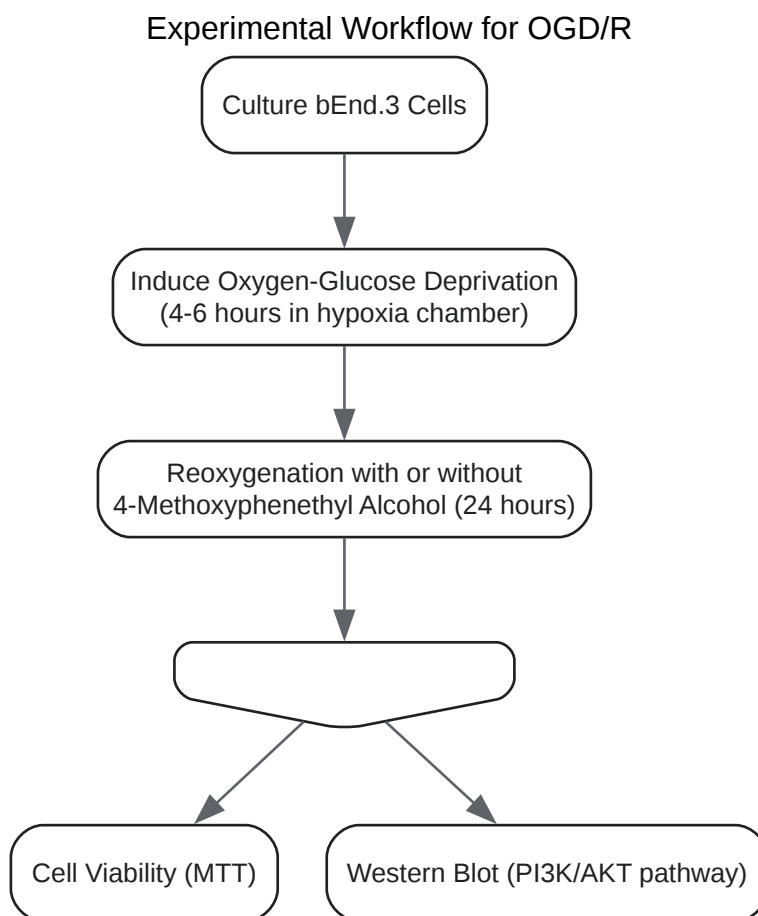 Experimental Workflow for OGD/R
Culture bEnd.3 Cells
Induce Oxygen-Glucose Deprivation
(4-6 hours in hypoxia chamber)
Reoxygenation with or without
4-Methoxyphenethyl Alcohol (24 hours)
Cell Viability (MTT)
Western Blot (PI3K/AKT pathway)